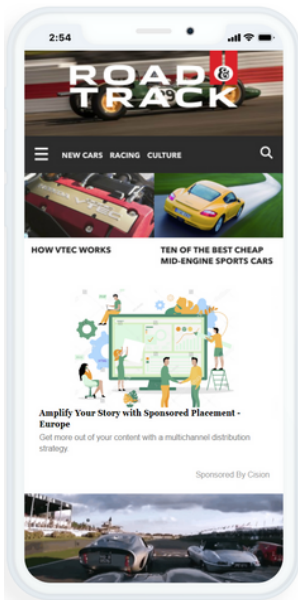 2:54
ROAD &
TRACK
NEW CARS RACING CULTURE
HOW VTEC WORKS
TEN OF THE BEST CHEAP
MID-ENGINE SPORTS CARS
Amplify Your Story with Sponsored Placement -
Europe
Get more out of your content with a multichannel distribution
strategy.
Sponsored By Cision